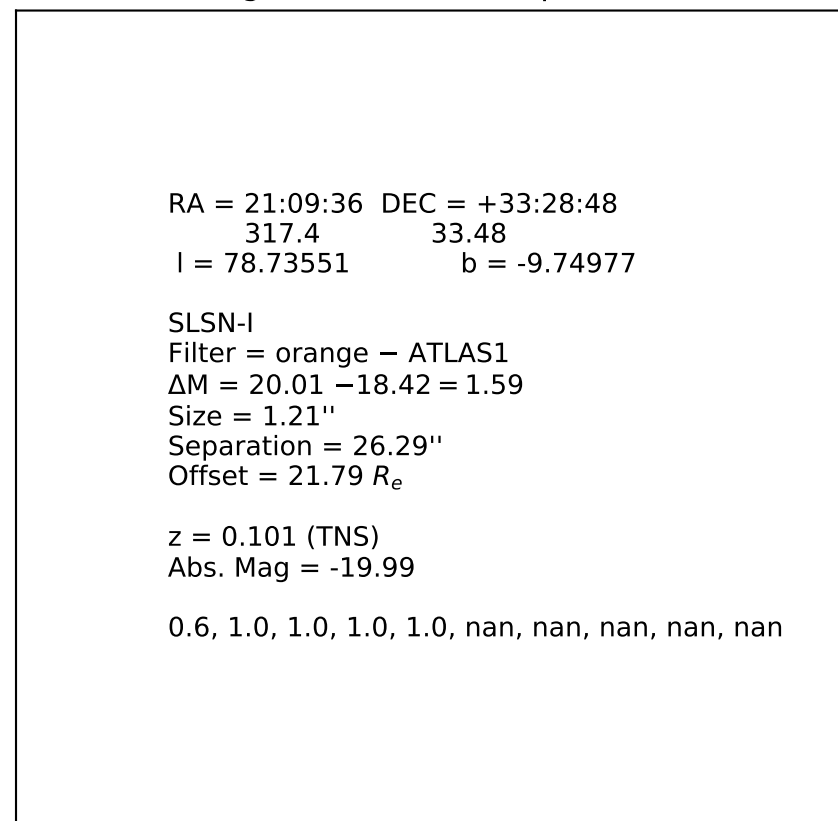 RA = 21:09:36 DEC = +33:28:48
317.4 33.48
l = 78.73551 b = -9.74977
SLSN-I
Filter = orange − ATLAS1
ΔM = 20.01 −18.42 = 1.59
Size = 1.21''
Separation = 26.29''
Offset = 21.79 Re
z = 0.101 (TNS)
Abs. Mag = -19.99
0.6, 1.0, 1.0, 1.0, 1.0, nan, nan, nan, nan, nan